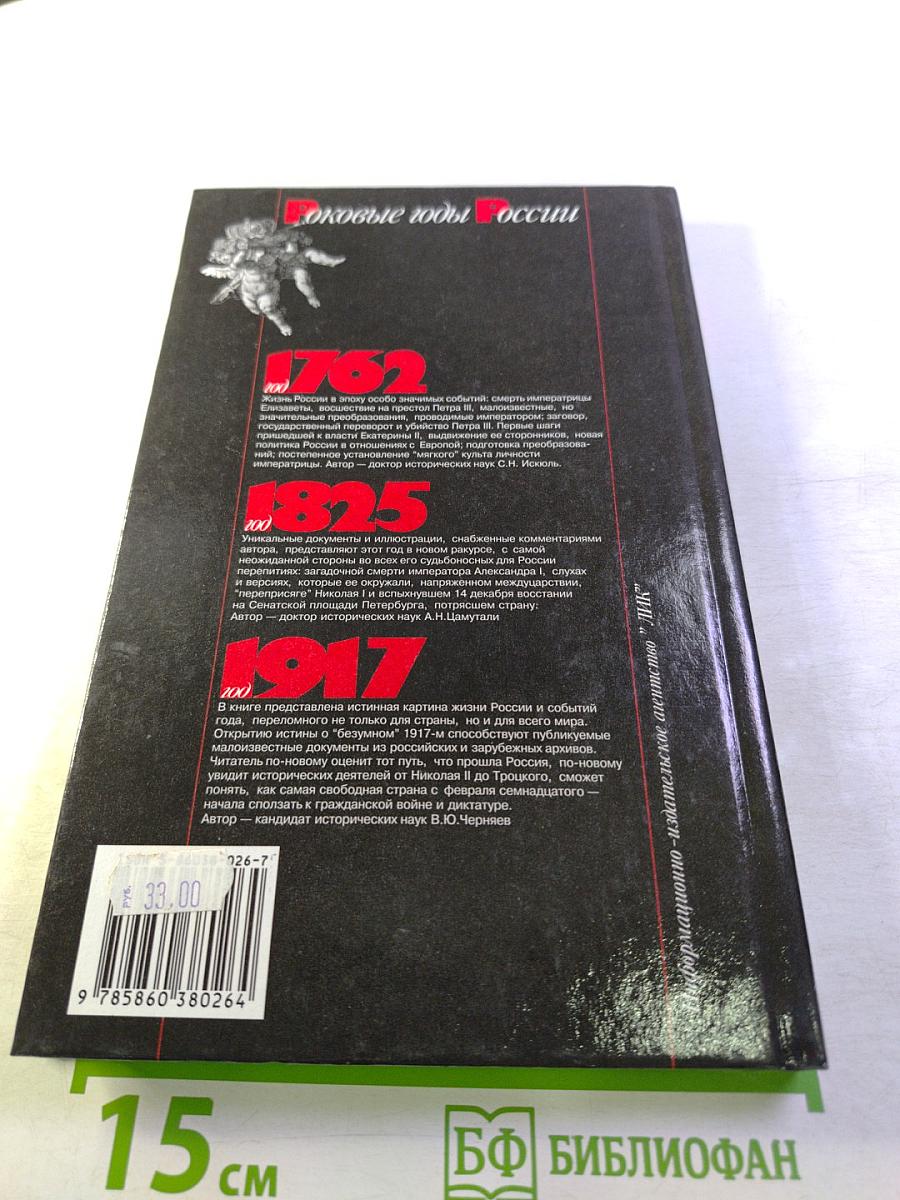 Роковые годы России
1762
год
Жизнь России в эпоху особо значимых событий: смерть императрицы
Елизаветы, восшествие на престол Петра III, малоизвестные, но
значительные преобразования, проводимые императором; заговор,
государственный переворот и убийство Петра III. Первые шаги
пришедшей к власти Екатерины II, выдвижение ее сторонников, новая
политика России в отношениях с Европой; подготовка преобразова-
ний; постепенное установление "мягкого" культа личности
императрицы. Автор — доктор исторических наук С.Н. Искюль.
1825
год
Уникальные документы и иллюстрации, снабженные комментариями
автора, представляют этот год в новом ракурсе, с самой
неожиданной стороны во всех его судьбоносных для России
перепитиях: загадочной смерти императора Александра I, слухах
и версиях, которые ее окружали, напряженном междуцарствии,
"переприсяге" Николая I и вспыхнувшем 14 декабря восстании
на Сенатской площади Петербурга, потрясшем страну.
Автор — доктор исторических наук А.Н.Цамутали
1917
год
В книге представлена истинная картина жизни России и событий
года, переломного не только для страны, но и для всего мира.
Открытию истины о "безумном" 1917-м способствуют публикуемые
малоизвестные документы из российских и зарубежных архивов.
Читатель по-новому оценит тот путь, что прошла Россия, по-новому
увидит исторических деятелей от Николая II до Троцкого, сможет
понять, как самая свободная страна с февраля семнадцатого —
начала сползать к гражданской войне и диктатуре.
Автор — кандидат исторических наук В.Ю.Черняев
Информационно-издательское агентство "ЛИК"
026-7
руб. 33.00
9 785860 380264
15 см
БФ БИБЛИОФАН